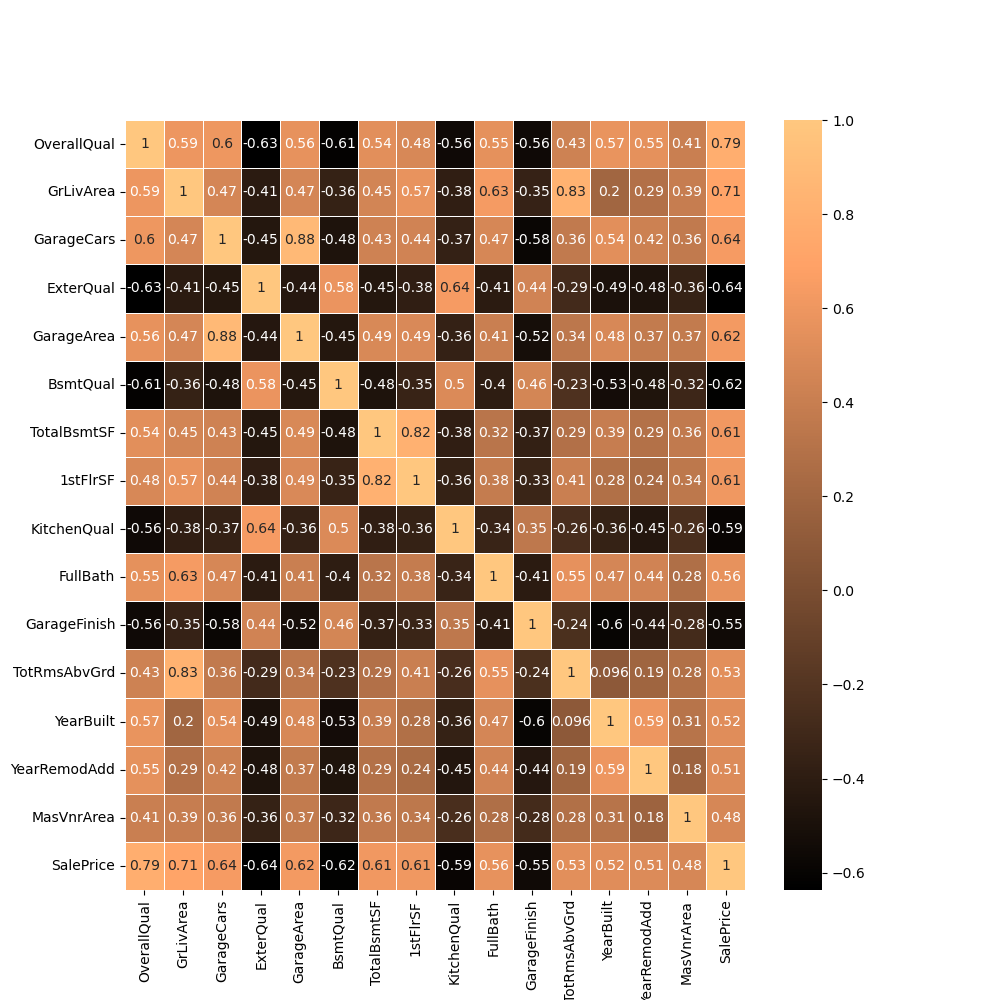 OverallQual 1 0.59 0.6 -0.63 0.56 -0.61 0.54 0.48 -0.56 0.55 -0.56 0.43 0.57 0.55 0.41 0.79
GrLivArea 0.59 1 0.47 -0.41 0.47 -0.36 0.45 0.57 -0.38 0.63 -0.35 0.83 0.2 0.29 0.39 0.71
GarageCars 0.6 0.47 1 -0.45 0.88 -0.48 0.43 0.44 -0.37 0.47 -0.58 0.36 0.54 0.42 0.36 0.64
ExterQual -0.63 -0.41 -0.45 1 -0.44 0.58 -0.45 -0.38 0.64 -0.41 0.44 -0.29 -0.49 -0.48 -0.36 -0.64
GarageArea 0.56 0.47 0.88 -0.44 1 -0.45 0.49 0.49 -0.36 0.41 -0.52 0.34 0.48 0.37 0.37 0.62
BsmtQual -0.61 -0.36 -0.48 0.58 -0.45 1 -0.48 -0.35 0.5 -0.4 0.46 -0.23 -0.53 -0.48 -0.32 -0.62
TotalBsmtSF 0.54 0.45 0.43 -0.45 0.49 -0.48 1 0.82 -0.38 0.32 -0.37 0.29 0.39 0.29 0.36 0.61
1stFlrSF 0.48 0.57 0.44 -0.38 0.49 -0.35 0.82 1 -0.36 0.38 -0.33 0.41 0.28 0.24 0.34 0.61
KitchenQual -0.56 -0.38 -0.37 0.64 -0.36 0.5 -0.38 -0.36 1 -0.34 0.35 -0.26 -0.36 -0.45 -0.26 -0.59
FullBath 0.55 0.63 0.47 -0.41 0.41 -0.4 0.32 0.38 -0.34 1 -0.41 0.55 0.47 0.44 0.28 0.56
GarageFinish -0.56 -0.35 -0.58 0.44 -0.52 0.46 -0.37 -0.33 0.35 -0.41 1 -0.24 -0.6 -0.44 -0.28 -0.55
TotRmsAbvGrd 0.43 0.83 0.36 -0.29 0.34 -0.23 0.29 0.41 -0.26 0.55 -0.24 1 0.096 0.19 0.28 0.53
YearBuilt 0.57 0.2 0.54 -0.49 0.48 -0.53 0.39 0.28 -0.36 0.47 -0.6 0.096 1 0.59 0.31 0.52
YearRemodAdd 0.55 0.29 0.42 -0.48 0.37 -0.48 0.29 0.24 -0.45 0.44 -0.44 0.19 0.59 1 0.18 0.51
MasVnrArea 0.41 0.39 0.36 -0.36 0.37 -0.32 0.36 0.34 -0.26 0.28 -0.28 0.28 0.31 0.18 1 0.48
SalePrice 0.79 0.71 0.64 -0.64 0.62 -0.62 0.61 0.61 -0.59 0.56 -0.55 0.53 0.52 0.51 0.48 1
OverallQual
GrLivArea
GarageCars
ExterQual
GarageArea
BsmtQual
TotalBsmtSF
1stFlrSF
KitchenQual
FullBath
GarageFinish
TotRmsAbvGrd
YearBuilt
YearRemodAdd
MasVnrArea
SalePrice
1.0
0.8
0.6
0.4
0.2
0.0
−0.2
−0.4
−0.6